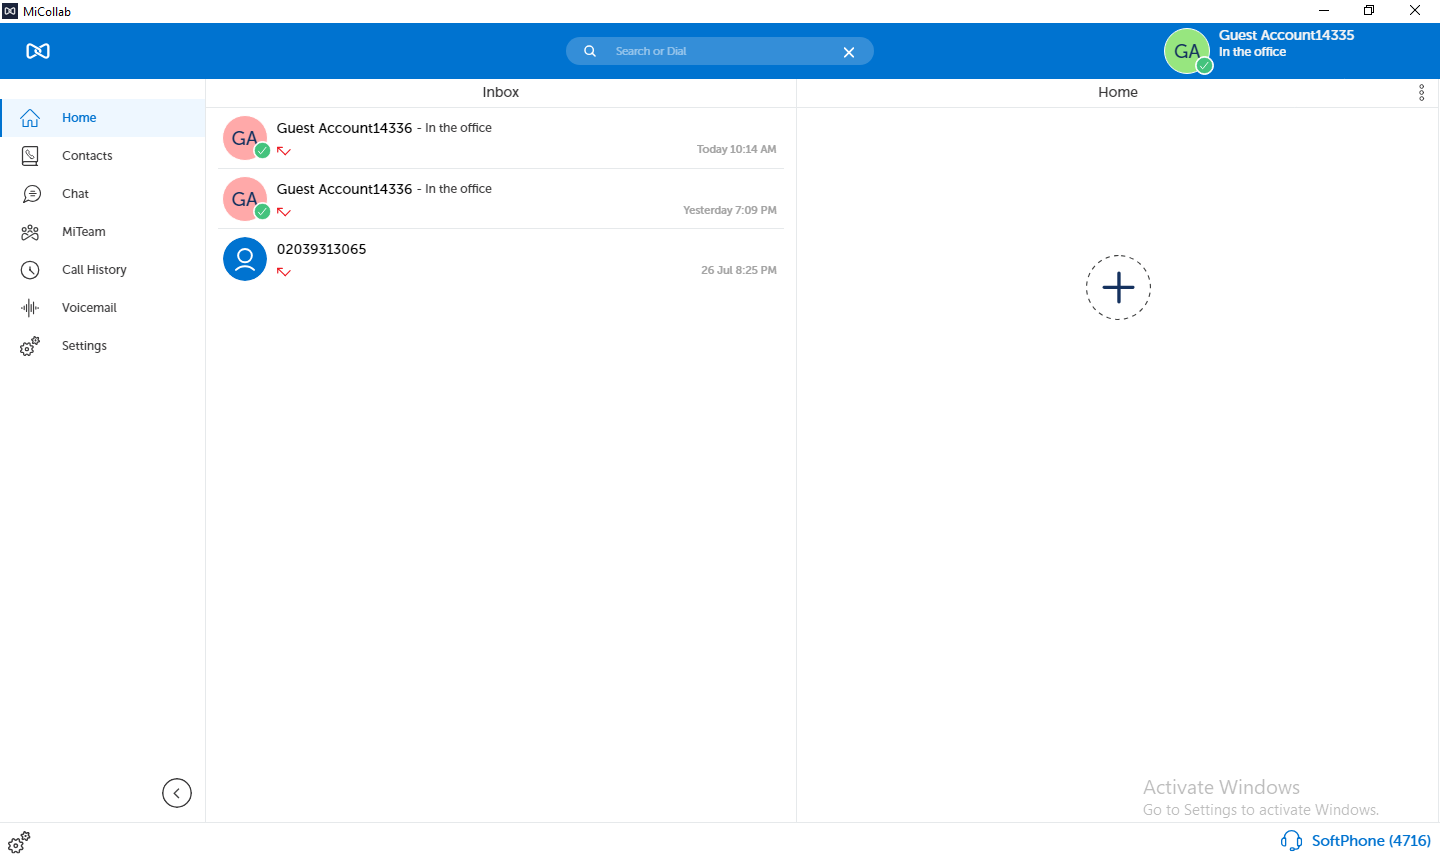 MiCollab
Search or Dial
GA
Guest Account14335
In the office
Home
Contacts
Chat
MiTeam
Call History
Voicemail
Settings
Inbox
GA
Guest Account14336 - In the office
Today 10:14 AM
GA
Guest Account14336 - In the office
Yesterday 7:09 PM
02039313065
26 Jul 8:25 PM
Home
Activate Windows
Go to Settings to activate Windows.
SoftPhone (4716)